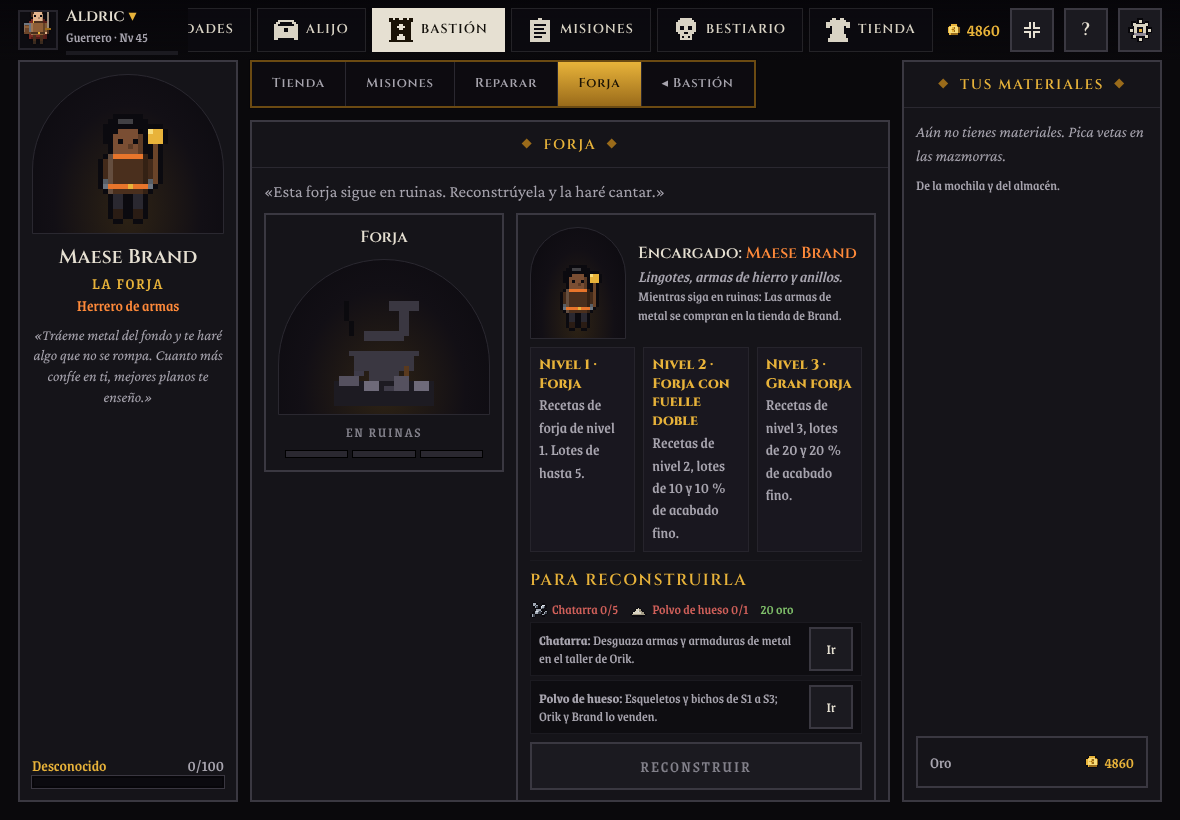 Aldric ▼
Guerrero · Nv 45
DADES
ALIJO
BASTIÓN
MISIONES
BESTIARIO
TIENDA
4860
?
Tienda
Misiones
Reparar
Forja
◂ Bastión
Maese Brand
LA FORJA
Herrero de armas
«Tráeme metal del fondo y te haré
algo que no se rompa. Cuanto más
confíe en ti, mejores planos te
enseño.»
Desconocido 0/100
FORJA
«Esta forja sigue en ruinas. Reconstrúyela y la haré cantar.»
Forja
EN RUINAS
Encargado: Maese Brand
Lingotes, armas de hierro y anillos.
Mientras siga en ruinas: Las armas de
metal se compran en la tienda de Brand.
Nivel 1 ·
Forja
Recetas de
forja de nivel
1. Lotes de
hasta 5.
Nivel 2 ·
Forja con
fuelle
doble
Recetas de
nivel 2, lotes
de 10 y 10 %
de acabado
fino.
Nivel 3 ·
Gran forja
Recetas de
nivel 3, lotes
de 20 y 20 %
de acabado
fino.
PARA RECONSTRUIRLA
Chatarra 0/5 Polvo de hueso 0/1 20 oro
Chatarra: Desguaza armas y armaduras de metal
en el taller de Orik.
Ir
Polvo de hueso: Esqueletos y bichos de S1 a S3;
Orik y Brand lo venden.
Ir
RECONSTRUIR
TUS MATERIALES
Aún no tienes materiales. Pica vetas en
las mazmorras.
De la mochila y del almacén.
Oro 4860